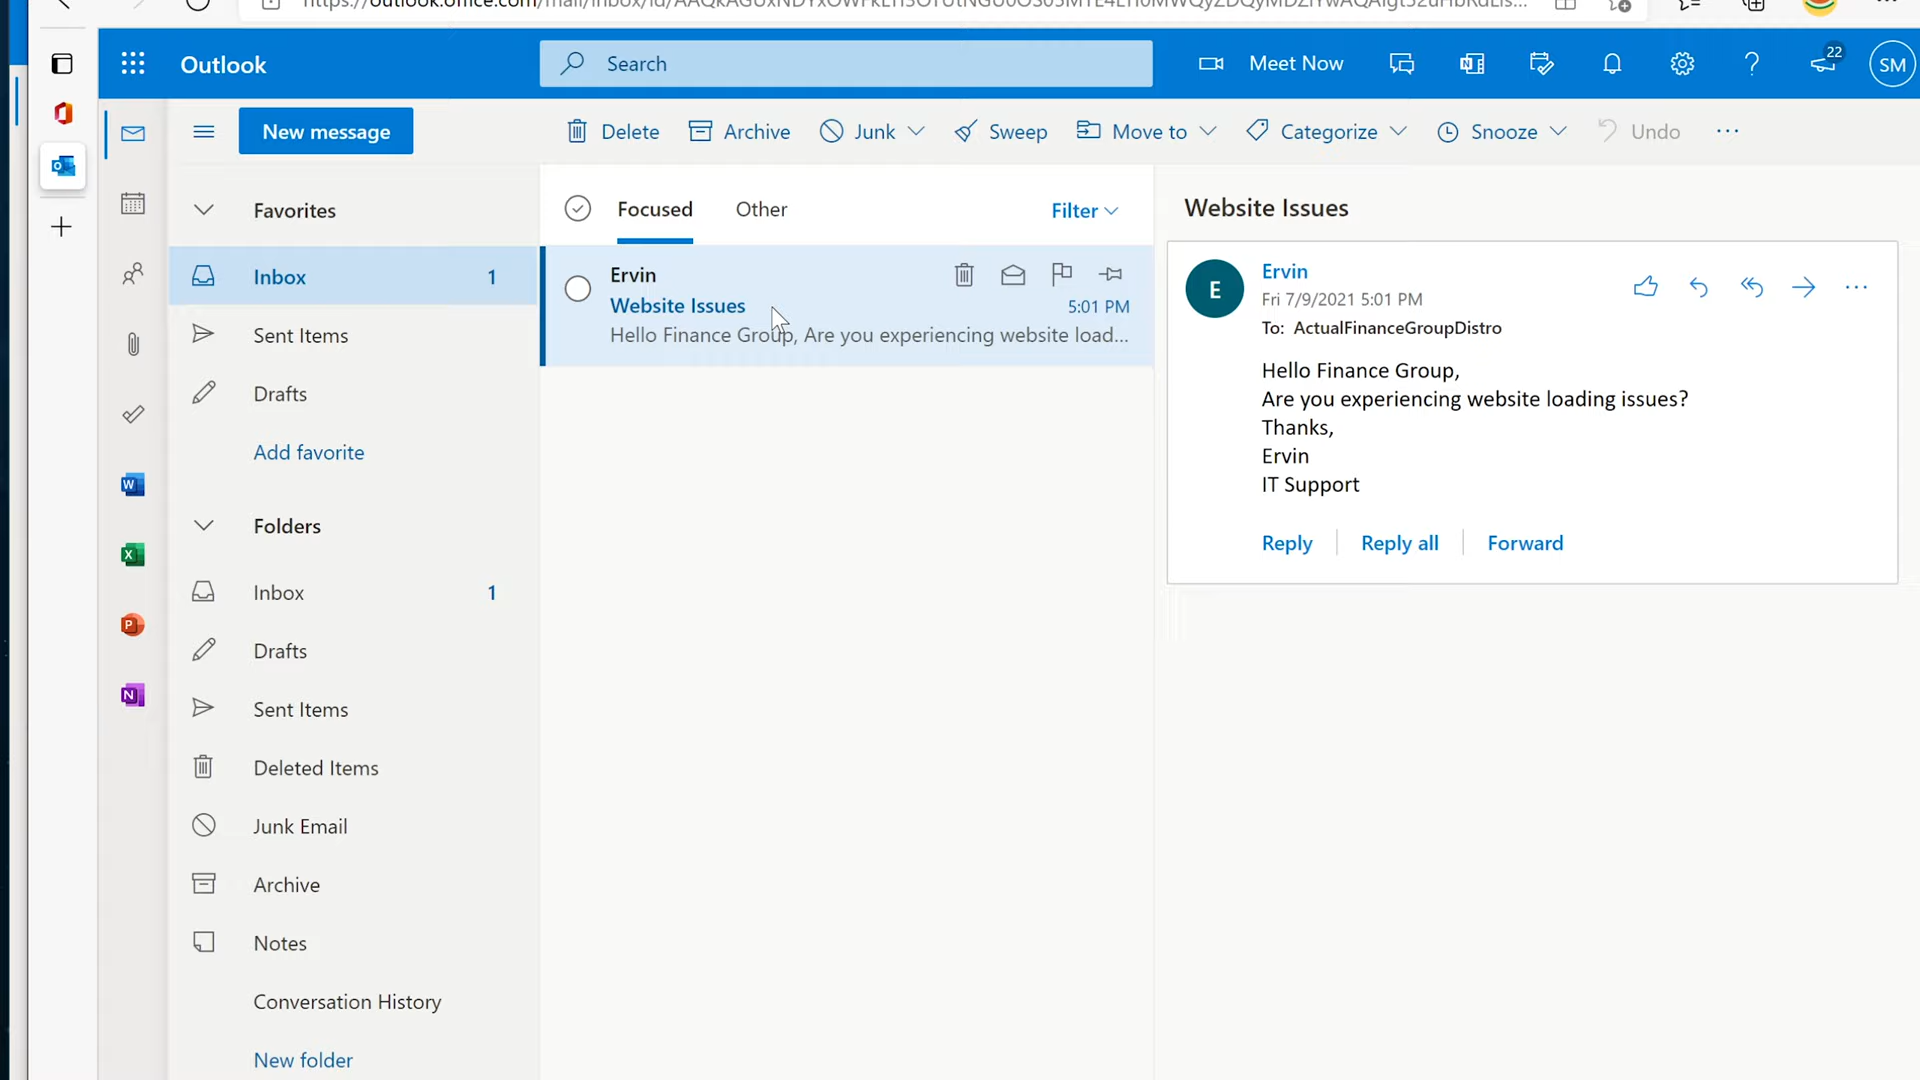 Outlook
Search
Meet Now
22
SM
New message
Delete
Archive
Junk
Sweep
Move to
Categorize
Snooze
Undo
Favorites
Inbox 1
Sent Items
Drafts
Add favorite
Folders
Inbox 1
Drafts
Sent Items
Deleted Items
Junk Email
Archive
Notes
Conversation History
New folder
Focused
Other
Filter
Ervin
Website Issues
5:01 PM
Hello Finance Group, Are you experiencing website load...
Website Issues
E
Ervin
Fri 7/9/2021 5:01 PM
To: ActualFinanceGroupDistro
Hello Finance Group,
Are you experiencing website loading issues?
Thanks,
Ervin
IT Support
Reply
Reply all
Forward